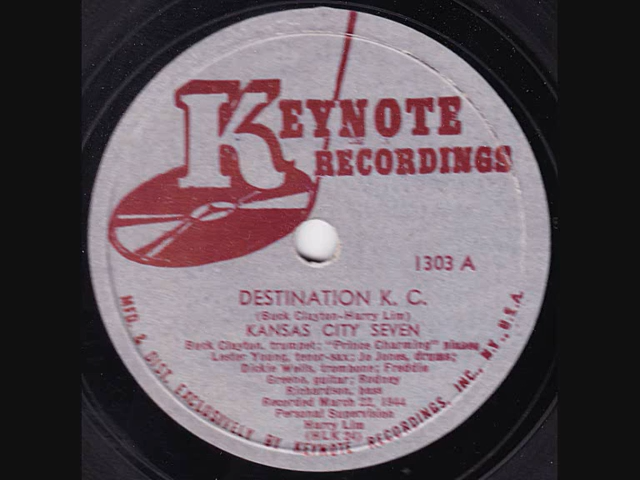 KEYNOTE
RECORDINGS
1303 A
DESTINATION K. C.
(Buck Clayton-Harry Lim)
KANSAS CITY SEVEN
Buck Clayton, trumpet; "Prince Charming" piano;
Lester Young, tenor-sax; Jo Jones, drums;
Dickie Wells, trombone; Freddie
Greene, guitar; Rodney
Richardson, bass
Recorded March 22, 1944
Personal Supervision
Harry Lim
(HLK 24)
MFD. & DIST. EXCLUSIVELY BY KEYNOTE RECORDINGS, INC., N.Y., U.S.A.